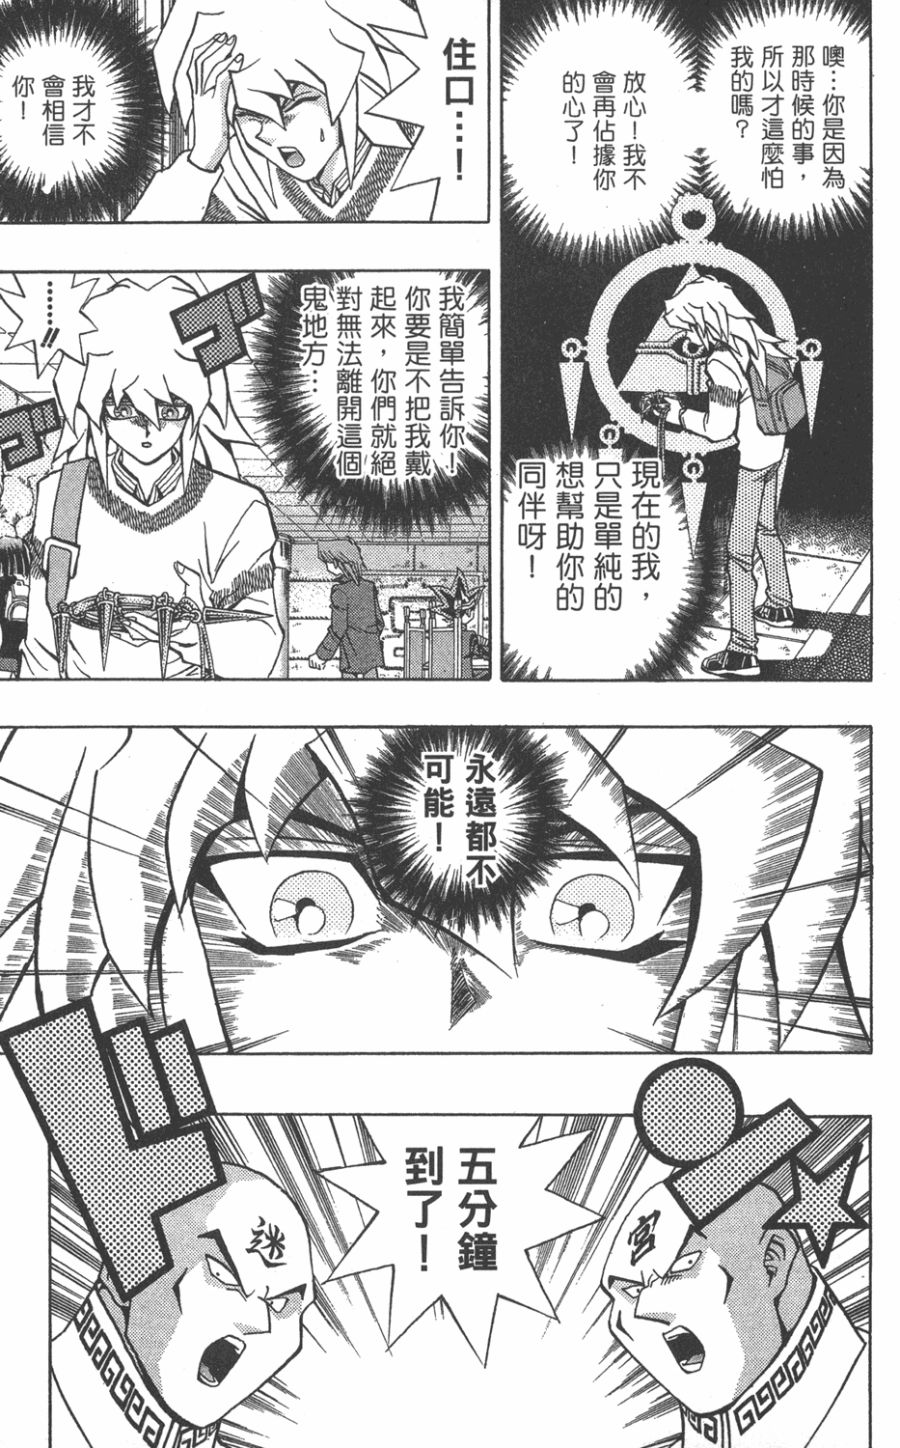 噢…你是因為
那時候的事，
所以才這麼怕
我的嗎？
放心！我不
會再佔據你
的心了！
現在的我，
只是單純的
想幫助你的
同伴呀！
住口…！
我才不
會相信
你！
我簡單告訴你！
你要是不把我戴
起來，你們就絕
對無法離開這個
鬼地方…
ゴ
ゴ
……!!
永遠都不
可能！
五分鐘
到了！
宮
迷